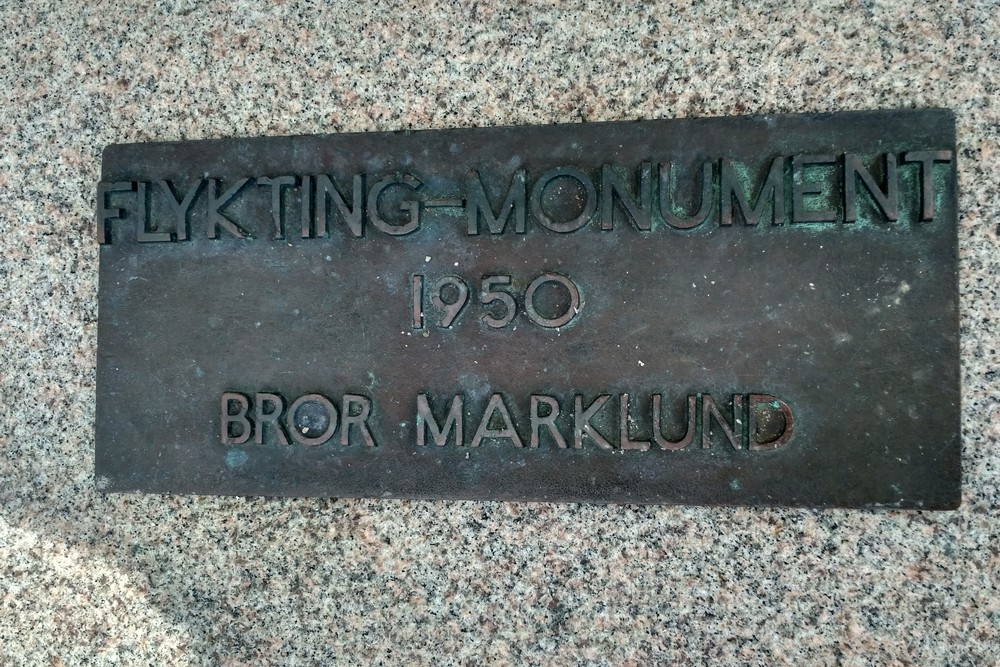 FLYKTING-MONUMENT
1950
BROR MARKLUND